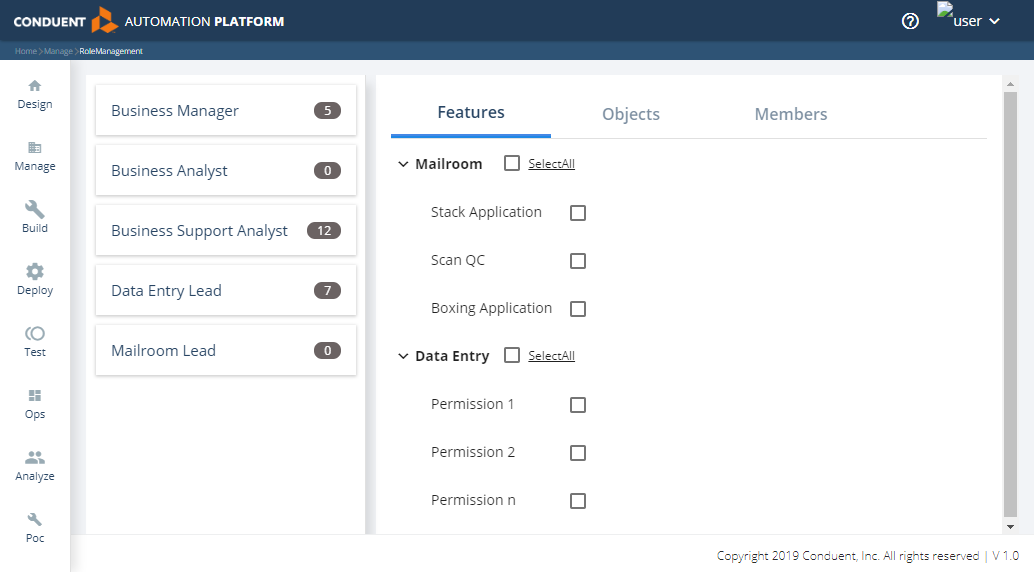 CONDUENT AUTOMATION PLATFORM
user
Home Manage RoleManagement
Design
Manage
Build
Deploy
Test
Ops
Analyze
Poc
Business Manager 5
Business Analyst 0
Business Support Analyst 12
Data Entry Lead 7
Mailroom Lead 0
Features Objects Members
Mailroom SelectAll
Stack Application
Scan QC
Boxing Application
Data Entry SelectAll
Permission 1
Permission 2
Permission n
Copyright 2019 Conduent, Inc. All rights reserved | V 1.0